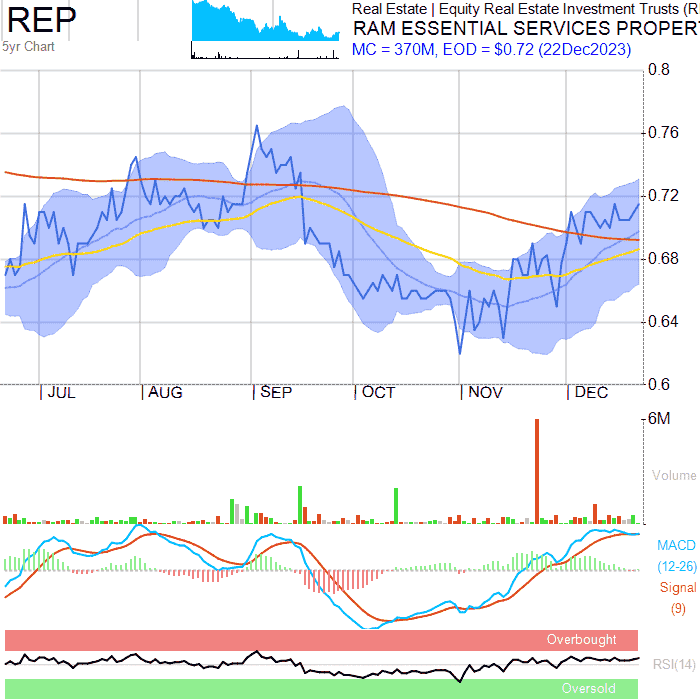 REP
5yr Chart
Real Estate | Equity Real Estate Investment Trusts (R
RAM ESSENTIAL SERVICES PROPER
MC = 370M, EOD = $0.72 (22Dec2023)
0.8
0.76
0.72
0.68
0.64
0.6
JUL AUG SEP OCT NOV DEC
6M
Volume
MACD
(12-26)
Signal
(9)
Overbought
RSI(14)
Oversold